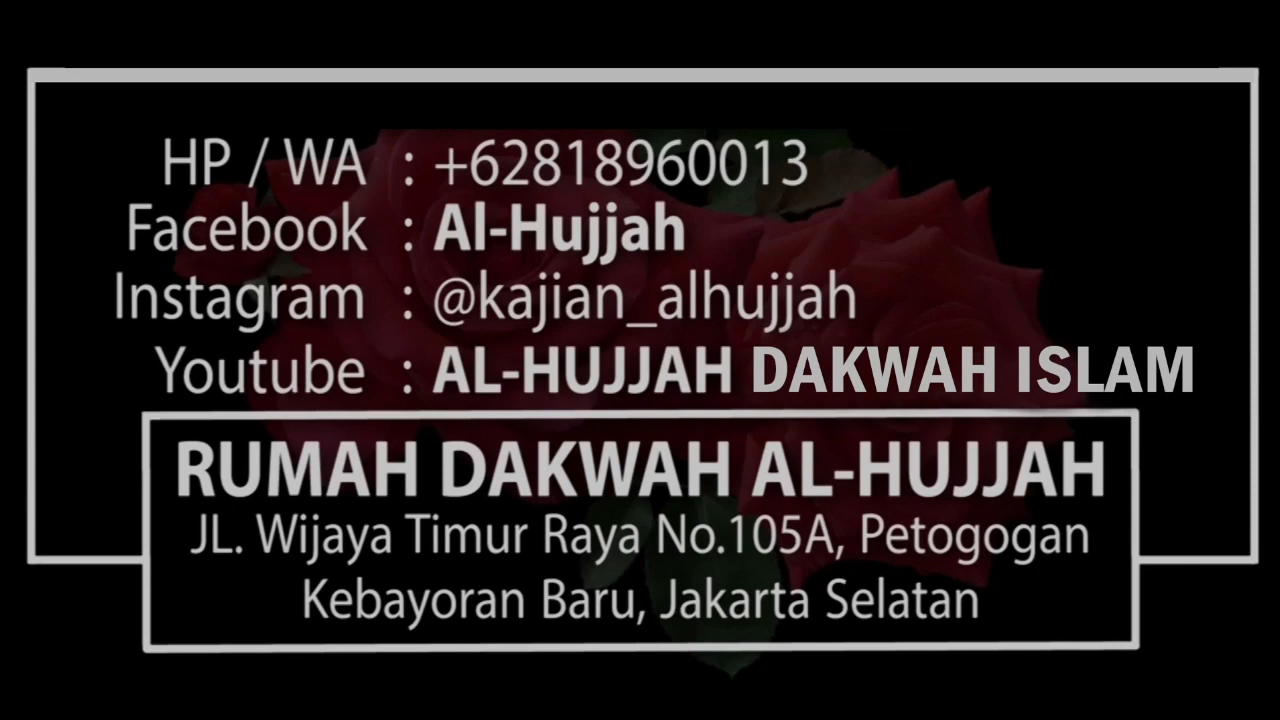 HP / WA : +62818960013
Facebook : Al-Hujjah
Instagram : @kajian_alhujjah
Youtube : AL-HUJJAH DAKWAH ISLAM
RUMAH DAKWAH AL-HUJJAH
JL. Wijaya Timur Raya No.105A, Petogogan
Kebayoran Baru, Jakarta Selatan